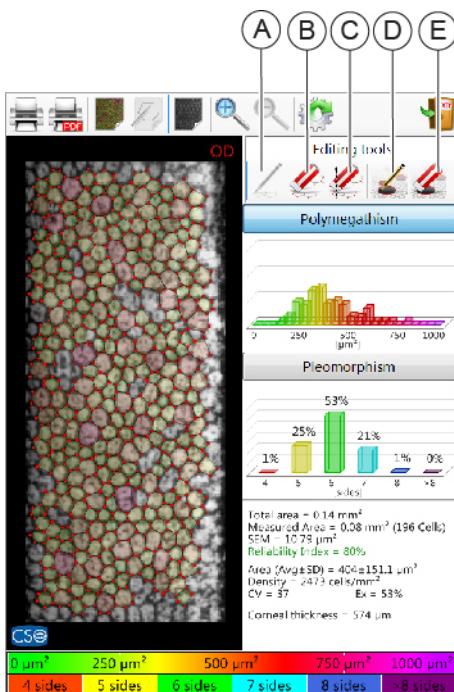 A B C D E
PDF
EXIT
OD
Editing tools
Polymegathism
0 250 500 750 1000
[µm²]
Pleomorphism
53%
25%
21%
1% 1% 0%
4 5 6 7 8 >8
[sides]
Total area = 0.14 mm²
Measured Area = 0.08 mm² (196 Cells)
SEM = 10.79 µm²
Reliability Index = 80%
Area (Avg±SD) = 404±151.1 µm²
Density = 2473 cells/mm²
CV = 37 Ex = 53%
Corneal thickness = 574 µm
CSO
0 µm² 250 µm² 500 µm² 750 µm² 1000 µm²
4 sides 5 sides 6 sides 7 sides 8 sides >8 sides